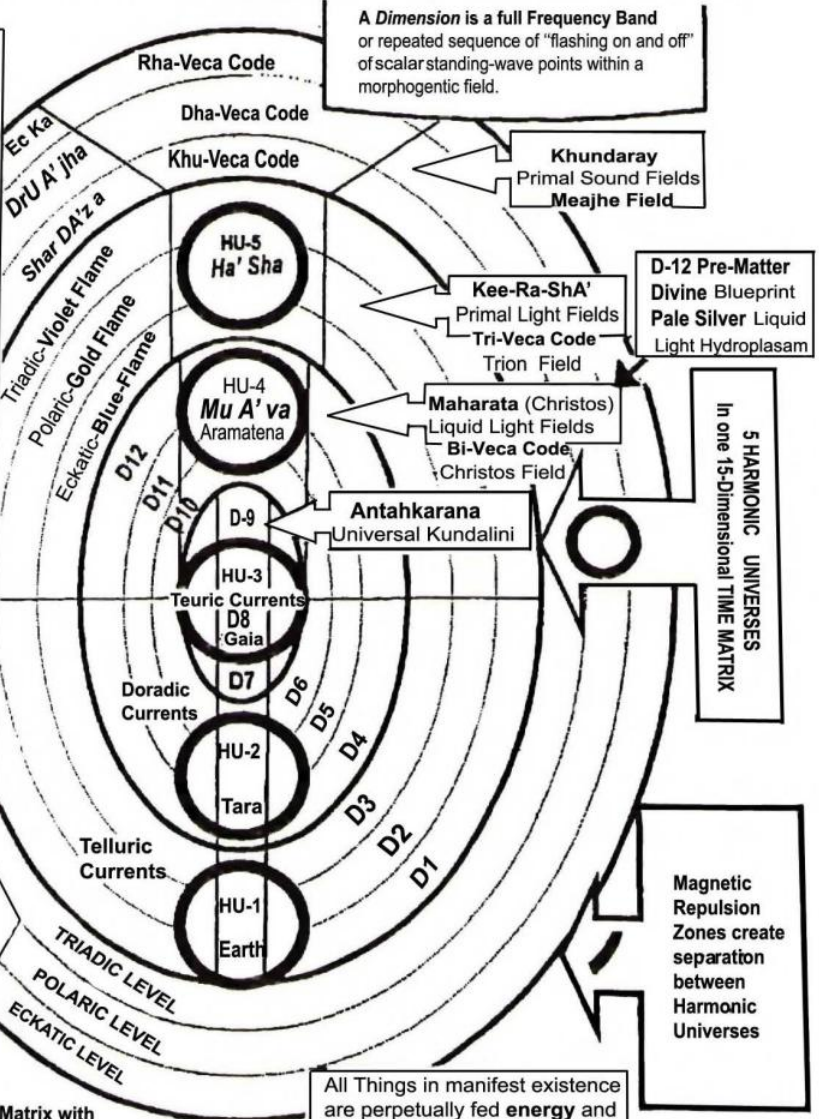 A Dimension is a full Frequency Band
or repeated sequence of “flashing on and off”
of scalar standing-wave points within a
morphogentic field.
Rha-Veca Code
Dha-Veca Code
Khu-Veca Code
Ec Ka
DrU A' jha
Shar DA'z a
Khundaray
Primal Sound Fields
Meajhe Field
HU-5
Ha' Sha
Triadic-Violet Flame
Polaric-Gold Flame
Eckatic-Blue-Flame
Kee-Ra-ShA'
Primal Light Fields
Tri-Veca Code
Trion Field
D-12 Pre-Matter
Divine Blueprint
Pale Silver Liquid
Light Hydroplasam
HU-4
Mu A' va
Aramatena
Maharata (Christos)
Liquid Light Fields
Bi-Veca Code
Christos Field
D12
D11
D10
D-9
Antahkarana
Universal Kundalini
5 HARMONIC UNIVERSES
In one 15-Dimensional TIME MATRIX
HU-3
Teuric Currents
D8
Gaia
D7
Doradic
Currents
D6
D5
D4
D3
D2
D1
HU-2
Tara
Telluric
Currents
HU-1
Earth
TRIADIC LEVEL
POLARIC LEVEL
ECKATIC LEVEL
Magnetic
Repulsion
Zones create
separation
between
Harmonic
Universes
All Things in manifest existence
are perpetually fed energy and
Matrix with